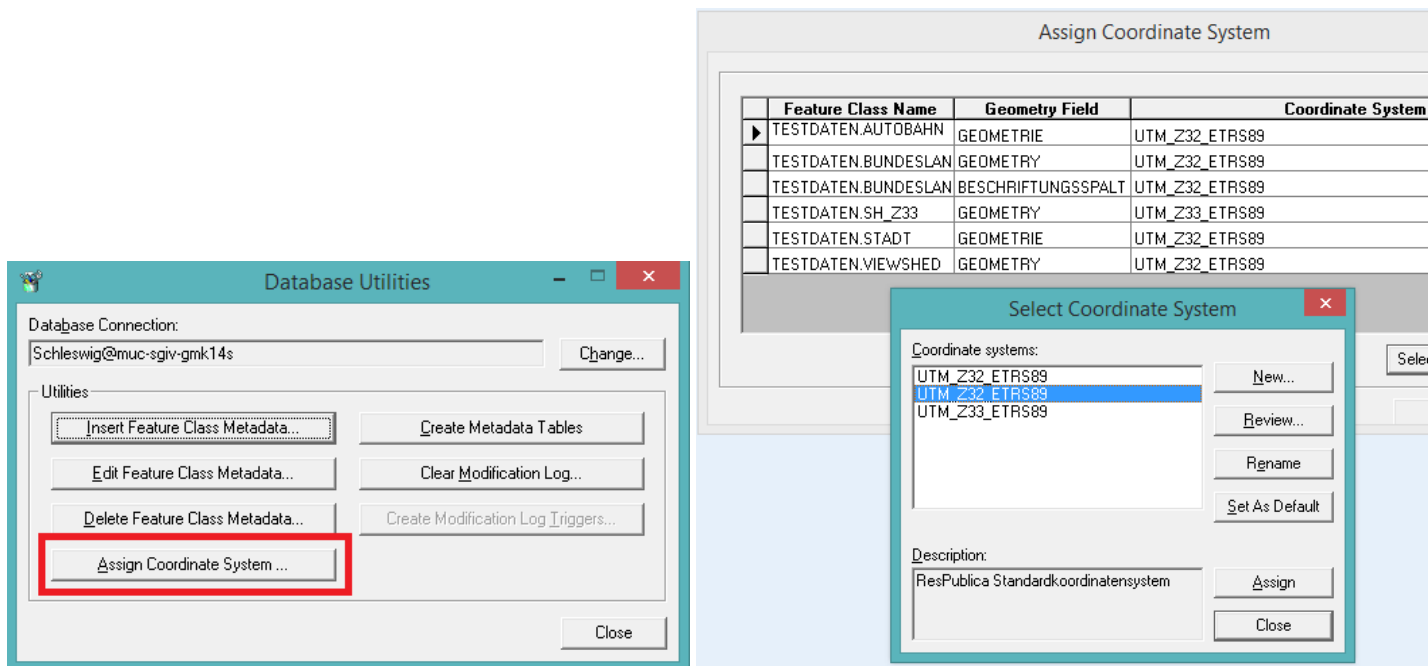 Assign Coordinate System
Feature Class Name Geometry Field Coordinate System
TESTDATEN.AUTOBAHN GEOMETRIE UTM_Z32_ETRS89
TESTDATEN.BUNDESLAN GEOMETRY UTM_Z32_ETRS89
TESTDATEN.BUNDESLAN BESCHRIFTUNGSSPALT UTM_Z32_ETRS89
TESTDATEN.SH_Z33 GEOMETRY UTM_Z33_ETRS89
TESTDATEN.STADT GEOMETRIE UTM_Z32_ETRS89
TESTDATEN.VIEWSHED GEOMETRY UTM_Z32_ETRS89
Selec
Database Utilities
Database Connection:
Schleswig@muc-sgiv-gmk14s
Change...
Utilities
Insert Feature Class Metadata... Create Metadata Tables
Edit Feature Class Metadata... Clear Modification Log...
Delete Feature Class Metadata... Create Modification Log Triggers...
Assign Coordinate System ...
Close
Select Coordinate System
Coordinate systems:
UTM_Z32_ETRS89
UTM_Z32_ETRS89
UTM_Z33_ETRS89
New...
Review...
Rename
Set As Default
Description:
ResPublica Standardkoordinatensystem
Assign
Close